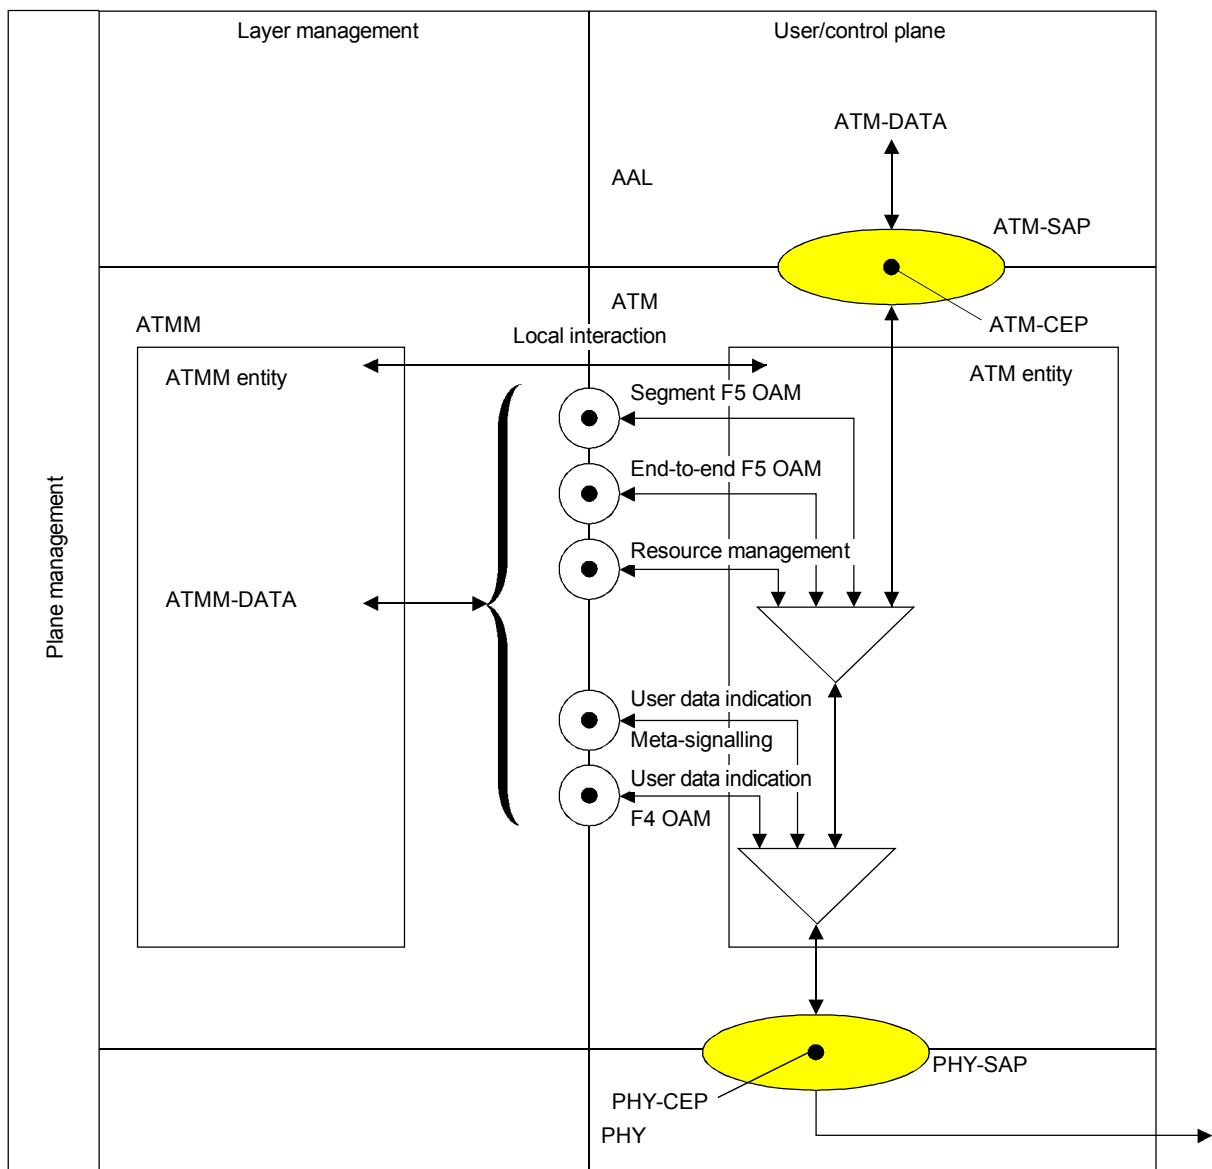 Layer management
User/control plane
ATM-DATA
AAL
ATM-SAP
ATM
ATM-CEP
ATMM
Local interaction
ATMM entity
ATM entity
Segment F5 OAM
End-to-end F5 OAM
Resource management
Plane management
ATMM-DATA
User data indication
Meta-signalling
User data indication
F4 OAM
PHY-SAP
PHY-CEP
PHY